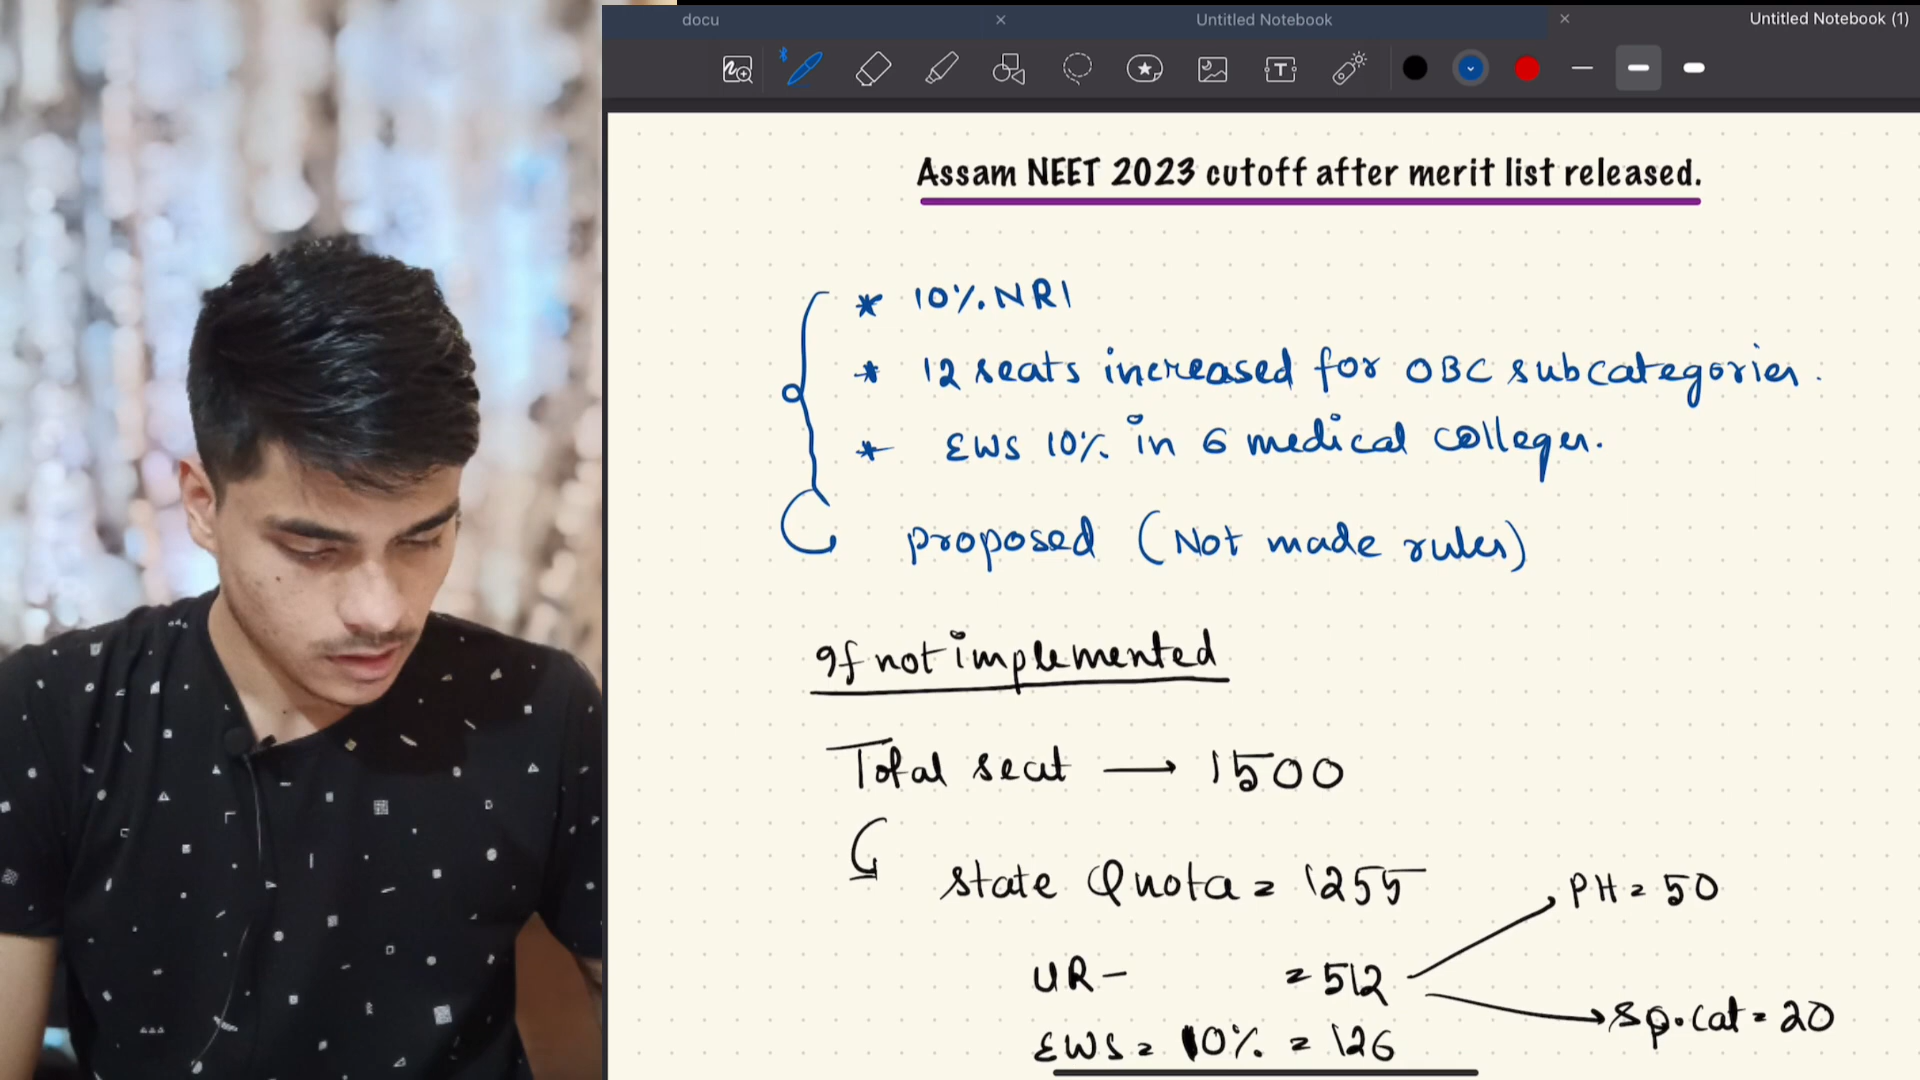 docu
Untitled Notebook
Untitled Notebook (1)
Assam NEET 2023 cutoff after merit list released.
* 10% NRI
* 12 seats increased for OBC subcategories.
* EWS 10% in 6 medical colleges.
proposed (Not made rules)
If not implemented
Total seat → 1500
state Quota = 1255
PH = 50
UR - = 512
Sp. cat = 20
EWS = 10% = 126